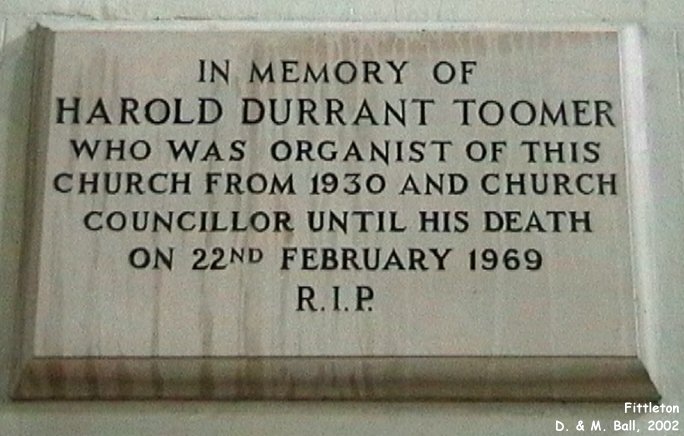 IN MEMORY OF
HAROLD DURRANT TOOMER
WHO WAS ORGANIST OF THIS
CHURCH FROM 1930 AND CHURCH
COUNCILLOR UNTIL HIS DEATH
ON 22ND FEBRUARY 1969
R.I.P.
Fittleton
D. & M. Ball, 2002